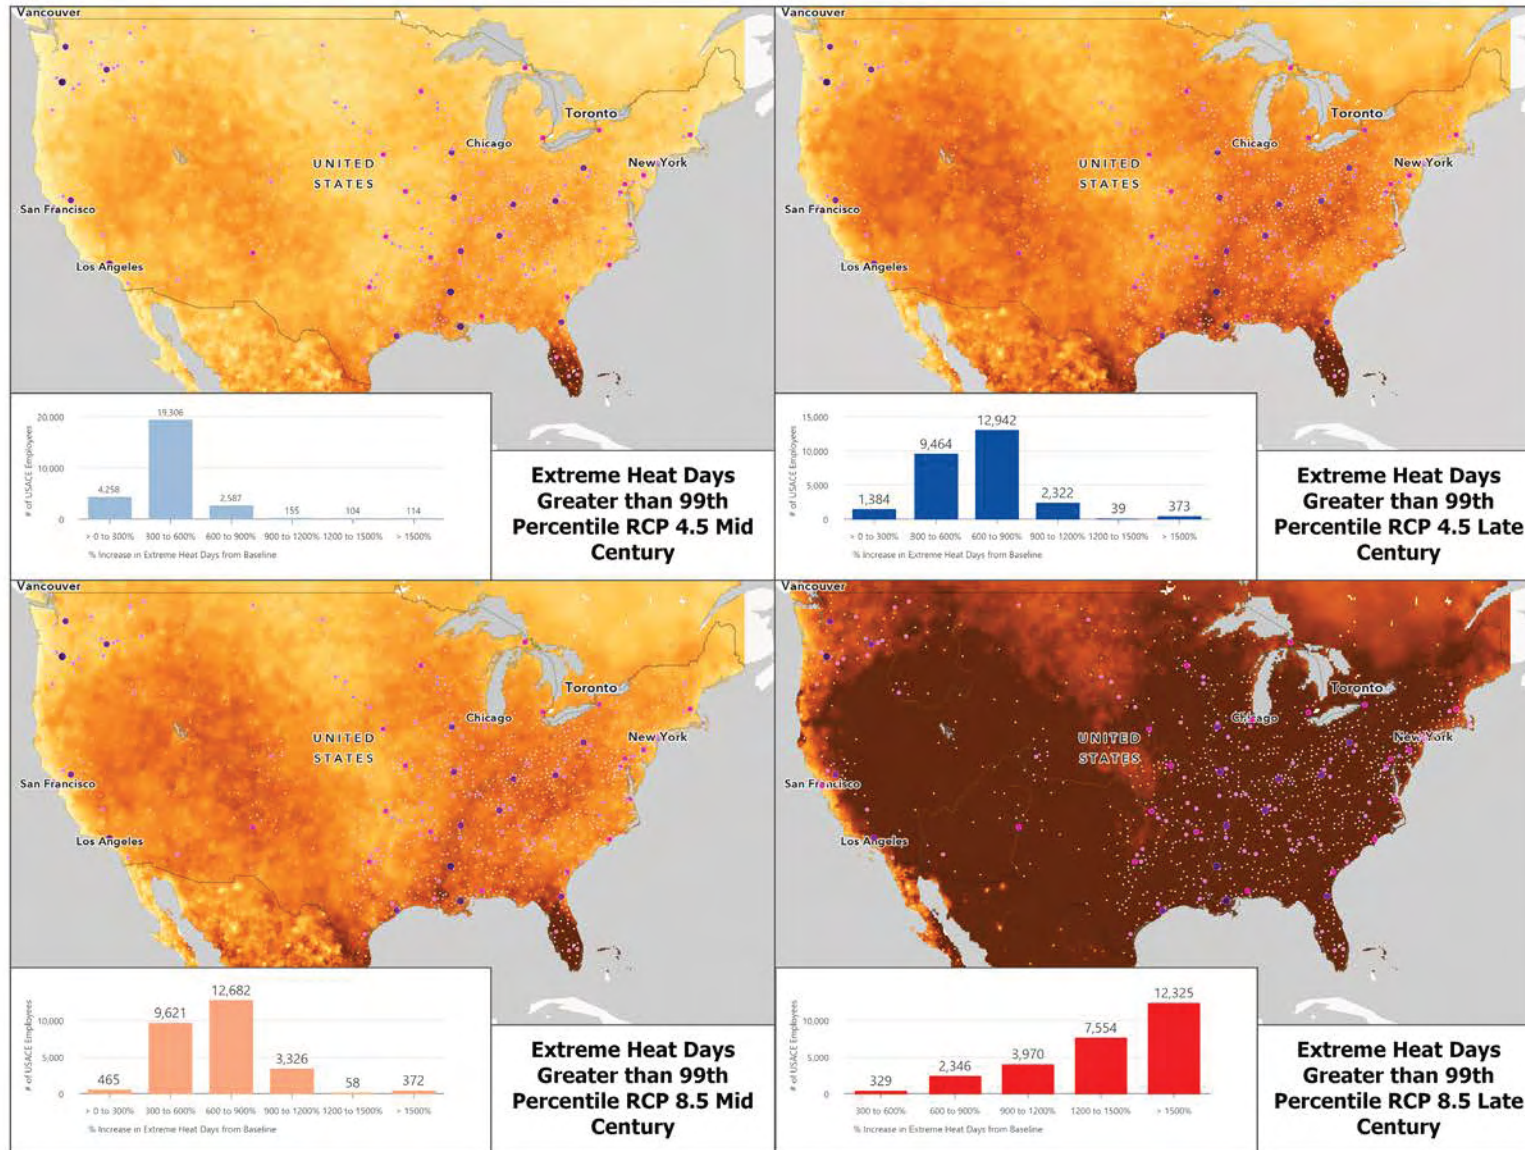 Vancouver
Toronto
Chicago
UNITED
STATES
New York
San Francisco
Los Angeles
# of USACE Employees
20,000
10,000
0
4,258
19,306
2,587
155
104
114
> 0 to 300%
300 to 600%
600 to 900%
900 to 1200%
1200 to 1500%
> 1500%
% Increase in Extreme Heat Days from Baseline
Extreme Heat Days
Greater than 99th
Percentile RCP 4.5 Mid
Century
Vancouver
Toronto
Chicago
UNITED
STATES
New York
San Francisco
Los Angeles
# of USACE Employees
15,000
10,000
5,000
0
1,384
9,464
12,942
2,322
39
373
> 0 to 300%
300 to 600%
600 to 900%
900 to 1200%
1200 to 1500%
> 1500%
% Increase in Extreme Heat Days from Baseline
Extreme Heat Days
Greater than 99th
Percentile RCP 4.5 Late
Century
Vancouver
Toronto
Chicago
UNITED
STATES
New York
San Francisco
Los Angeles
# of USACE Employees
10,000
5,000
0
465
9,621
12,682
3,326
58
372
> 0 to 300%
300 to 600%
600 to 900%
900 to 1200%
1200 to 1500%
> 1500%
% Increase in Extreme Heat Days from Baseline
Extreme Heat Days
Greater than 99th
Percentile RCP 8.5 Mid
Century
Vancouver
Toronto
Chicago
UNITED
STATES
New York
San Francisco
Los Angeles
# of USACE Employees
10,000
5,000
0
329
2,346
3,970
7,554
12,325
300 to 600%
600 to 900%
900 to 1200%
1200 to 1500%
> 1500%
% Increase in Extreme Heat Days from Baseline
Extreme Heat Days
Greater than 99th
Percentile RCP 8.5 Late
Century